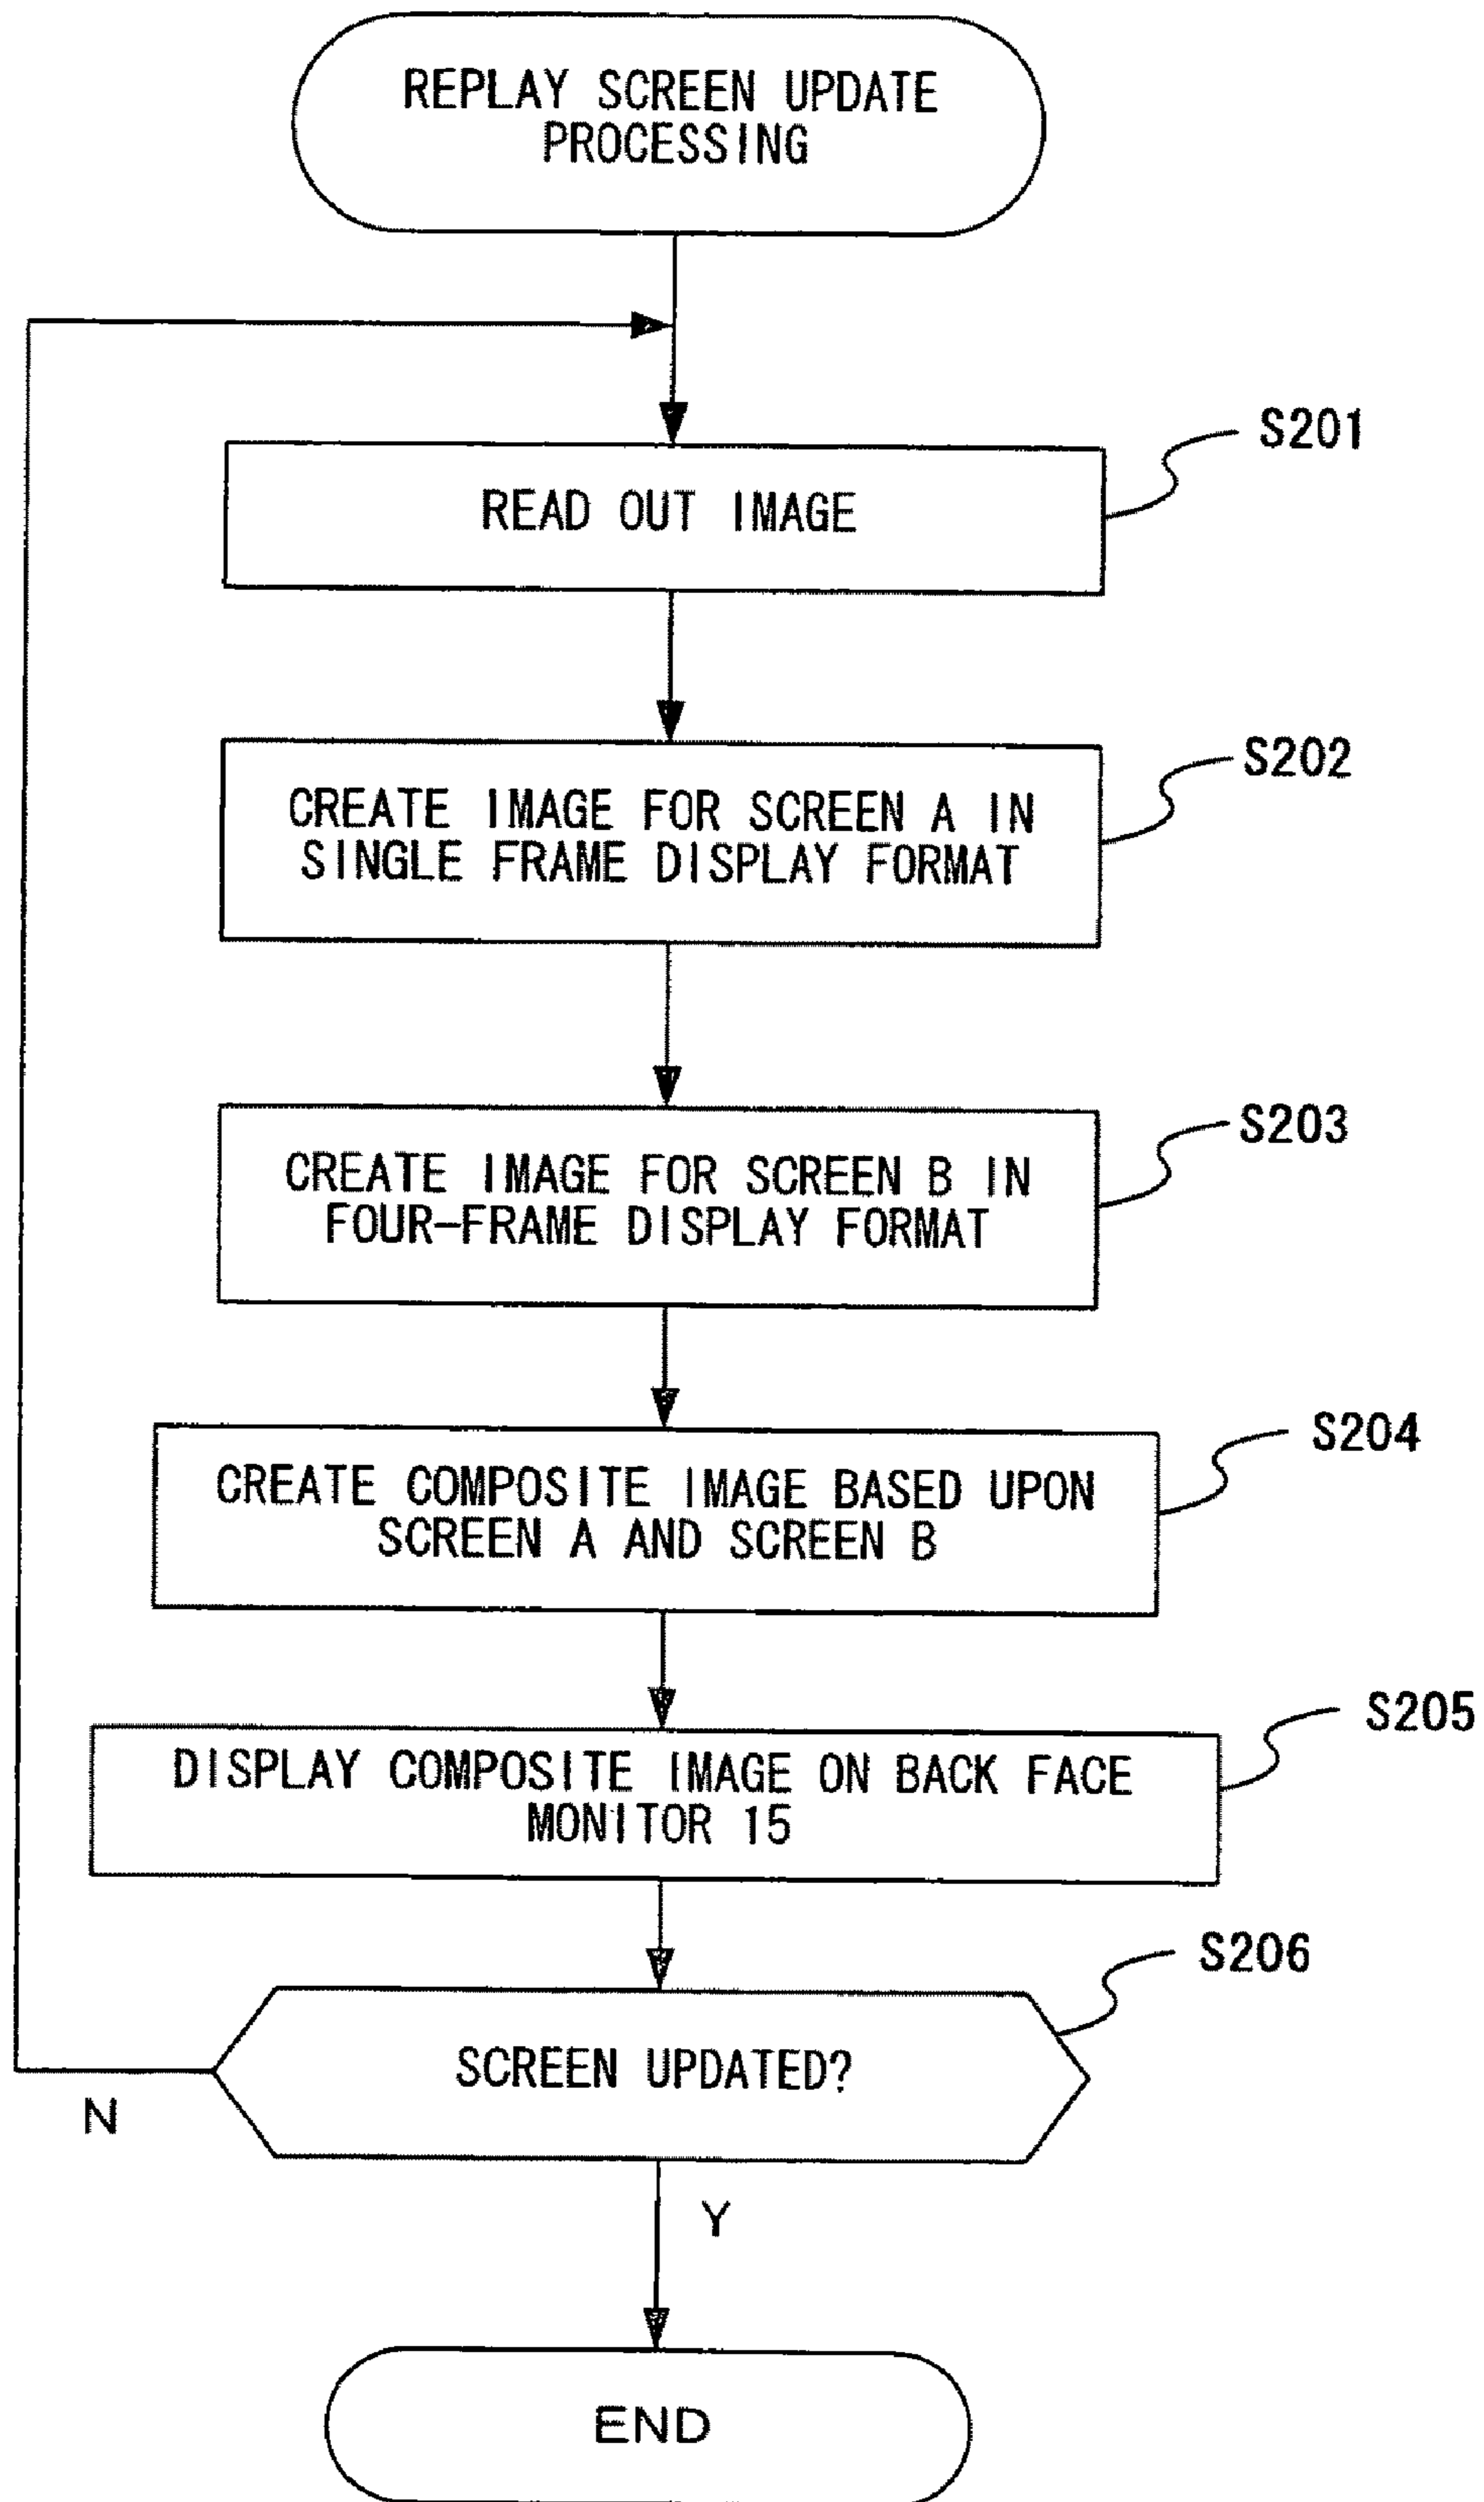 REPLAY SCREEN UPDATE
PROCESSING
S201
READ OUT IMAGE
S202
CREATE IMAGE FOR SCREEN A IN
SINGLE FRAME DISPLAY FORMAT
S203
CREATE IMAGE FOR SCREEN B IN
FOUR-FRAME DISPLAY FORMAT
S204
CREATE COMPOSITE IMAGE BASED UPON
SCREEN A AND SCREEN B
S205
DISPLAY COMPOSITE IMAGE ON BACK FACE
MONITOR 15
S206
SCREEN UPDATED?
N
Y
END